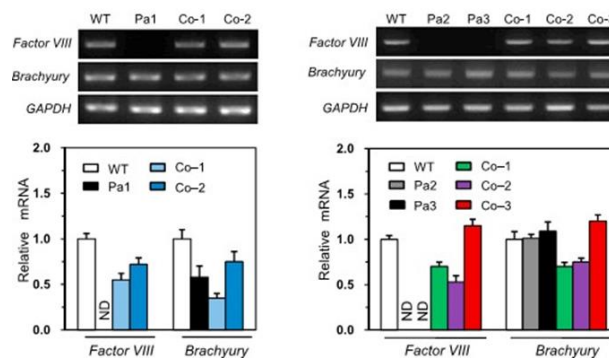 WT Pa1 Co-1 Co-2
Factor VIII
Brachyury
GAPDH
2.0
1.5
1.0
0.5
0.0
Relative mRNA
WT
Pa1
Co–1
Co–2
ND
Factor VIII Brachyury
WT Pa2 Pa3 Co-1 Co-2
Factor VIII
Brachyury
GAPDH
2.0
1.5
1.0
0.5
0.0
Relative mRNA
WT
Pa2
Pa3
Co–1
Co–2
Co–3
ND ND
Factor VIII Brachyury